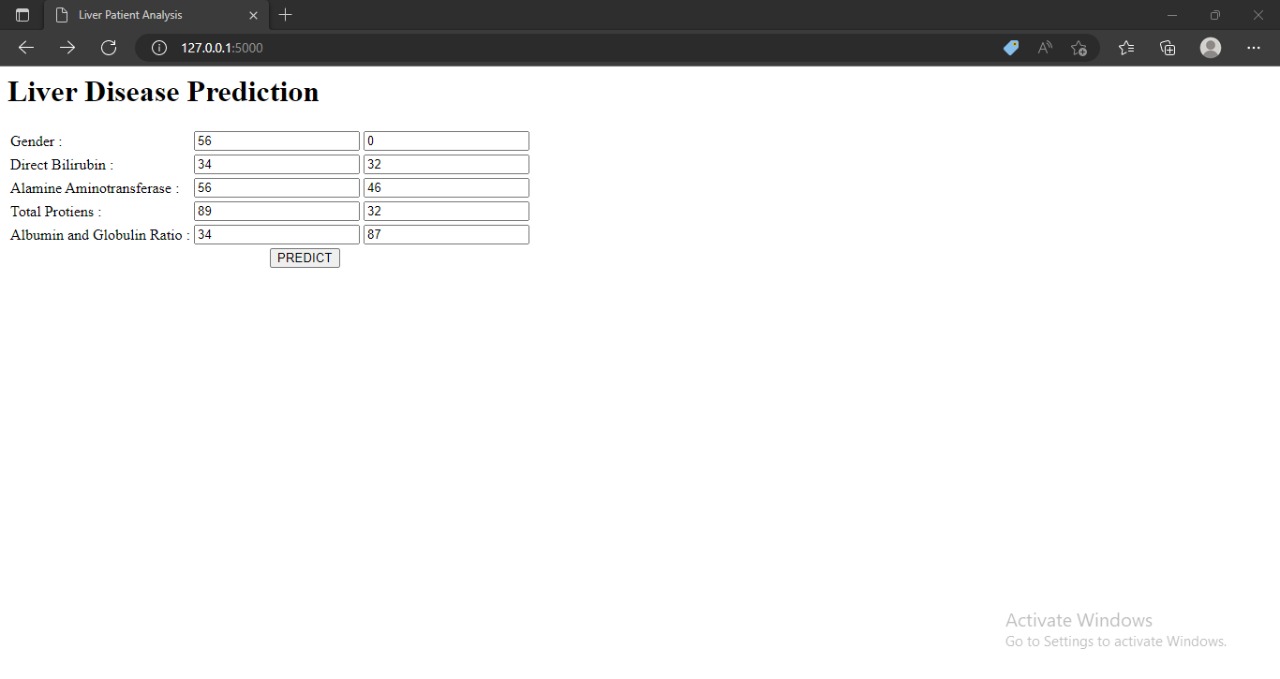 Liver Patient Analysis
127.0.0.1:5000
Liver Disease Prediction
Gender : 56 0
Direct Bilirubin : 34 32
Alamine Aminotransferase : 56 46
Total Protiens : 89 32
Albumin and Globulin Ratio : 34 87
PREDICT
Activate Windows
Go to Settings to activate Windows.